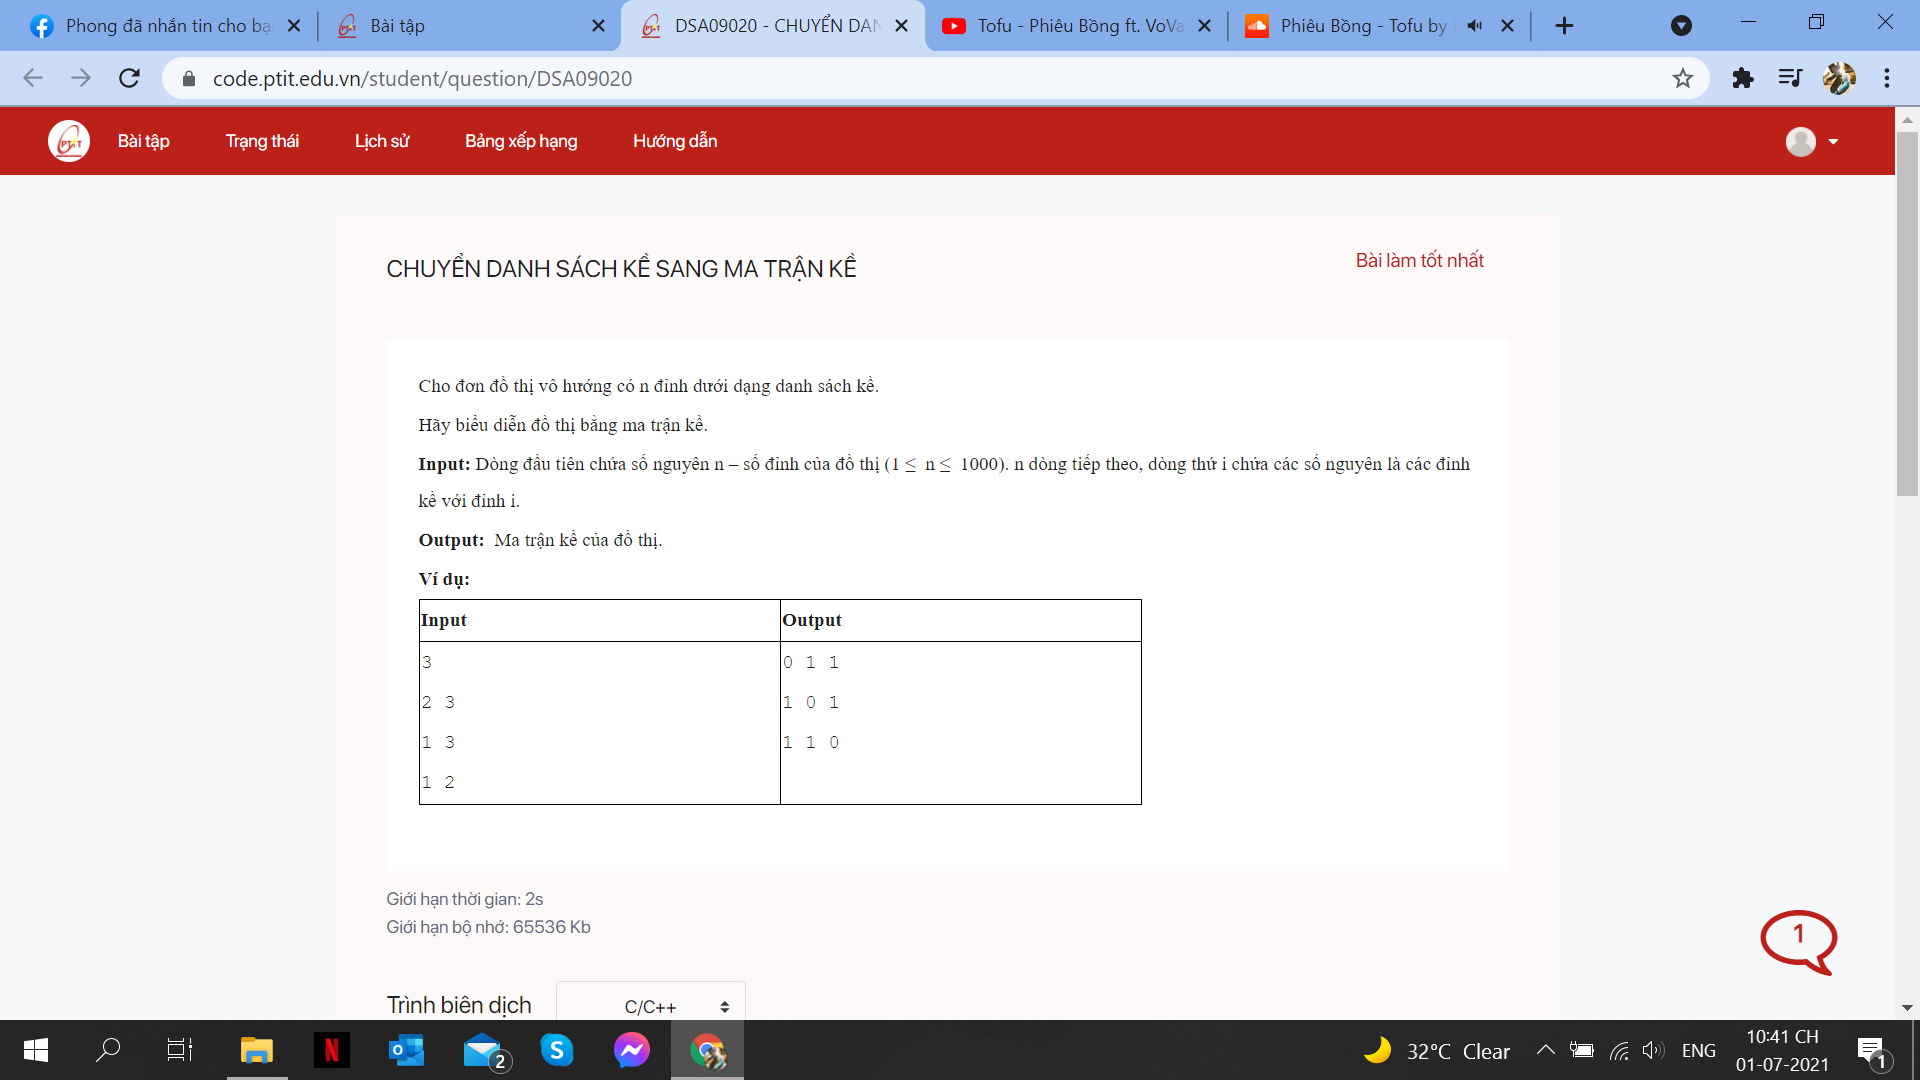 Phong đã nhắn tin cho bạ
Bài tập
DSA09020 - CHUYỂN DAN
Tofu - Phiêu Bồng ft. VoVa
Phiêu Bồng - Tofu by
code.ptit.edu.vn/student/question/DSA09020
PTIT
Bài tập
Trạng thái
Lịch sử
Bảng xếp hạng
Hướng dẫn
CHUYỂN DANH SÁCH KỀ SANG MA TRẬN KỀ
Bài làm tốt nhất
Cho đơn đồ thị vô hướng có n đỉnh dưới dạng danh sách kề.
Hãy biểu diễn đồ thị bằng ma trận kề.
Input: Dòng đầu tiên chứa số nguyên n – số đỉnh của đồ thị (1 ≤ n ≤ 1000). n dòng tiếp theo, dòng thứ i chứa các số nguyên là các đỉnh
kề với đỉnh i.
Output: Ma trận kề của đồ thị.
Ví dụ:
Input Output
3 0 1 1
2 3 1 0 1
1 3 1 1 0
1 2
Giới hạn thời gian: 2s
Giới hạn bộ nhớ: 65536 Kb
1
Trình biên dịch
C/C++
2
32°C Clear
ENG
10:41 CH
01-07-2021
1